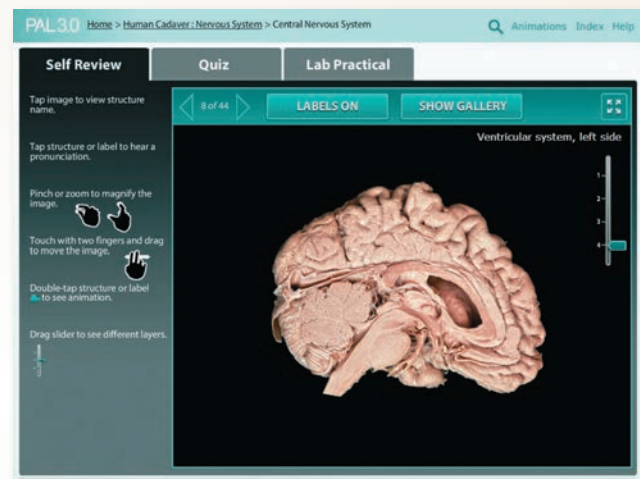 PAL3.0 Home > Human Cadaver : Nervous System > Central Nervous System
Animations Index Help
Self Review
Quiz
Lab Practical
Tap image to view structure
name.
Tap structure or label to hear a
pronunciation.
Pinch or zoom to magnify the
image.
Touch with two fingers and drag
to move the image.
Double-tap structure or label
to see animation.
Drag slider to see different layers.
8 of 44
LABELS ON
SHOW GALLERY
Ventricular system, left side
1
2
3
4